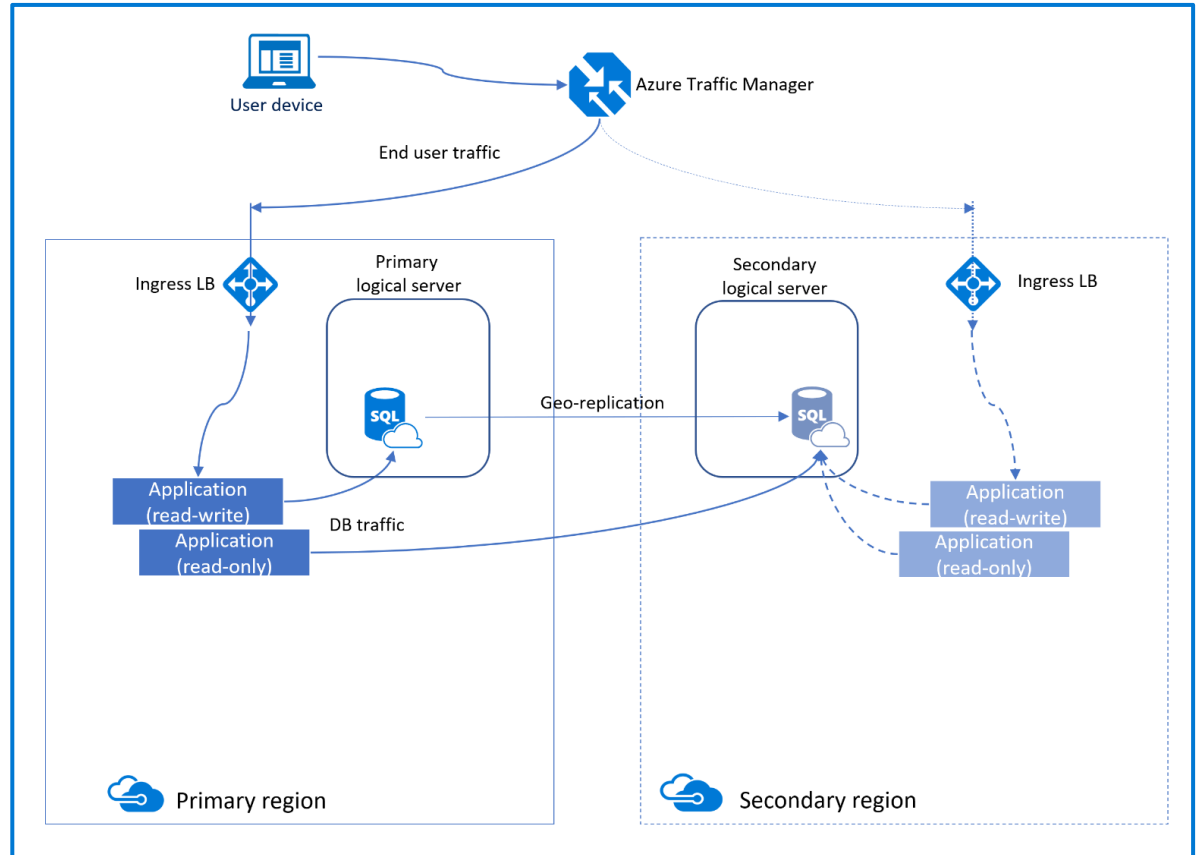 User device
Azure Traffic Manager
End user traffic
Ingress LB
Primary
logical server
SQL
Secondary
logical server
SQL
Ingress LB
Geo-replication
Application
(read-write)
Application
(read-only)
DB traffic
Application
(read-write)
Application
(read-only)
Primary region
Secondary region